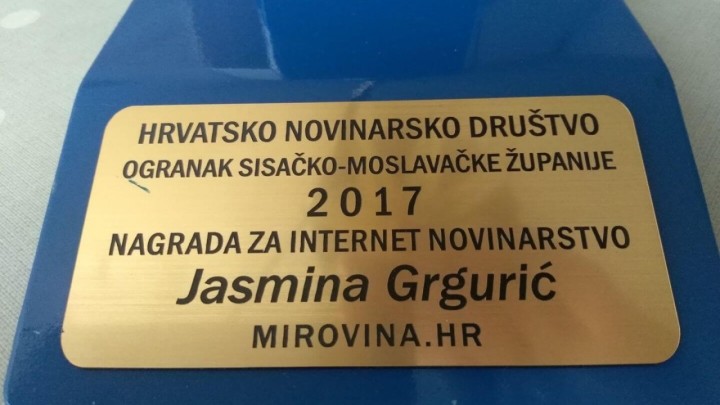 HRVATSKO NOVINARSKO DRUŠTVO
OGRANAK SISAČKO-MOSLAVAČKE ŽUPANIJE
2017
NAGRADA ZA INTERNET NOVINARSTVO
Jasmina Grgurić
MIROVINA.HR